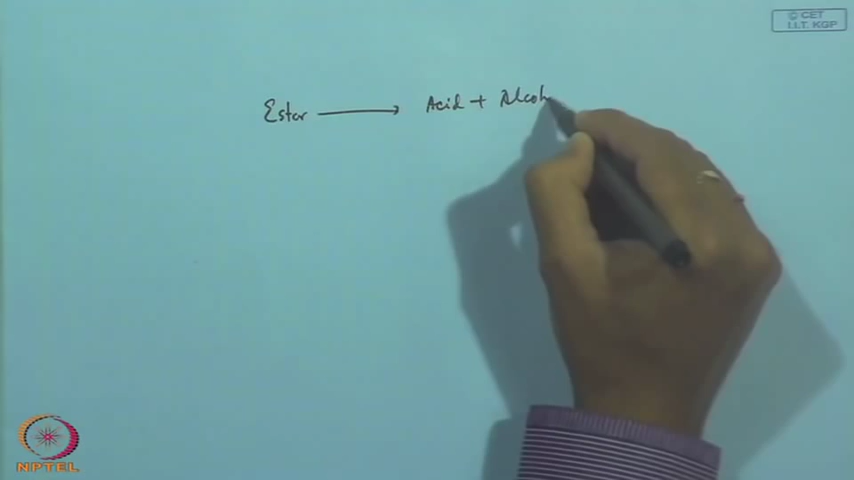 © CET
I.I.T. KGP
Ester → Acid + Alcoh
NPTEL